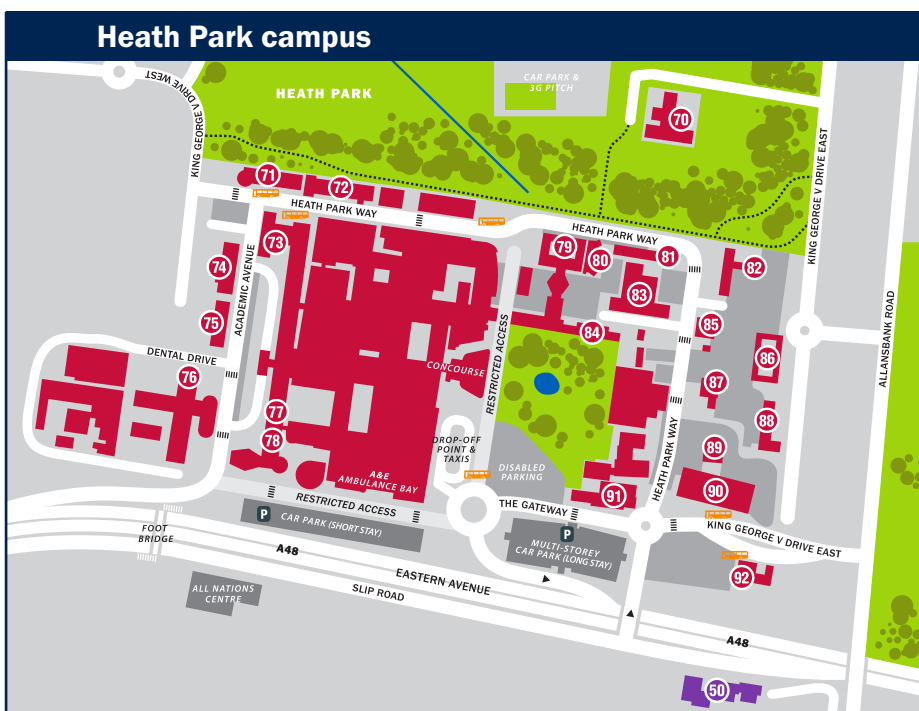 Heath Park campus
KING GEORGE V DRIVE WEST
HEATH PARK
CAR PARK &
3G PITCH
70
KING GEORGE V DRIVE EAST
71
72
HEATH PARK WAY
HEATH PARK WAY
73
74
75
ACADEMIC AVENUE
79
80
81
82
83
84
85
86
87
88
89
90
91
92
RESTRICTED ACCESS
CONCOURSE
ALLANSBANK ROAD
DENTAL DRIVE
76
77
78
DROP-OFF
POINT &
TAXIS
DISABLED
PARKING
A&E
AMBULANCE BAY
RESTRICTED ACCESS
HEATH PARK WAY
THE GATEWAY
KING GEORGE V DRIVE EAST
P
CAR PARK (SHORT STAY)
P
MULTI-STOREY
CAR PARK (LONG STAY)
FOOT
BRIDGE
A48
EASTERN AVENUE
SLIP ROAD
ALL NATIONS
CENTRE
A48
50